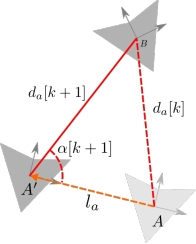 B
d_a[k+1]
d_a[k]
α[k+1]
A′
l_a
A